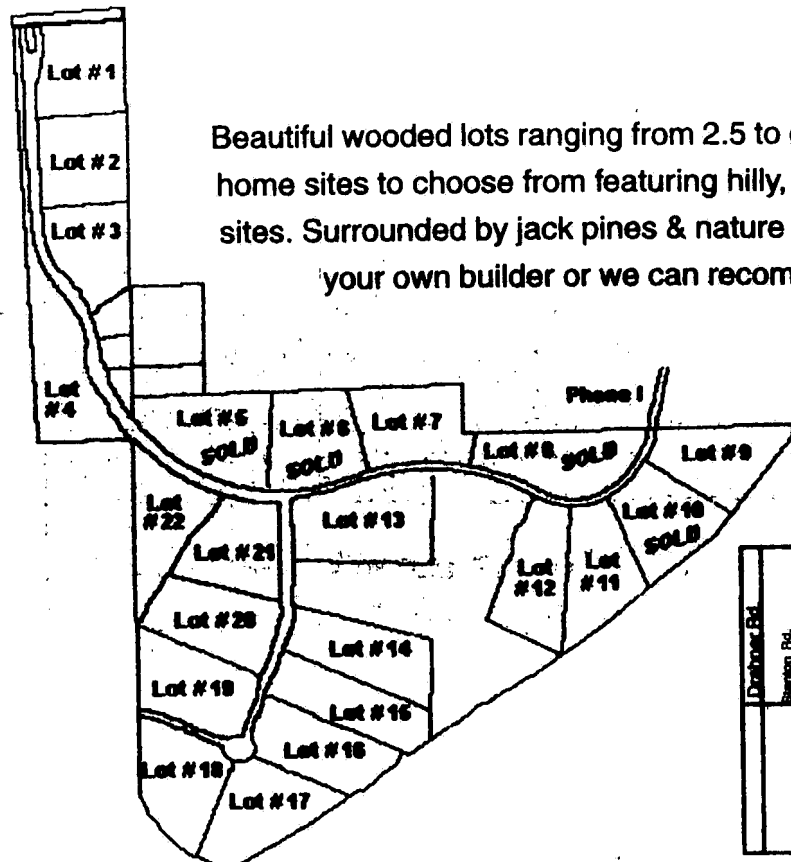 Lot #1
Beautiful wooded lots ranging from 2.5 to
Lot #2
home sites to choose from featuring hilly,
Lot #3
sites. Surrounded by jack pines & nature
your own builder or we can recom
Lot
#4
Phase I
Lot #5
SOLD
Lot #6
SOLD
Lot #7
Lot #8 SOLD
Lot #9
Lot #10
SOLD
Lot
#22
Lot #13
Lot #21
Lot
#12
Lot
#11
Lot #20
Lot #14
Lot #19
Lot #15
Lot #16
Lot #18
Lot #17
Drahner Rd.